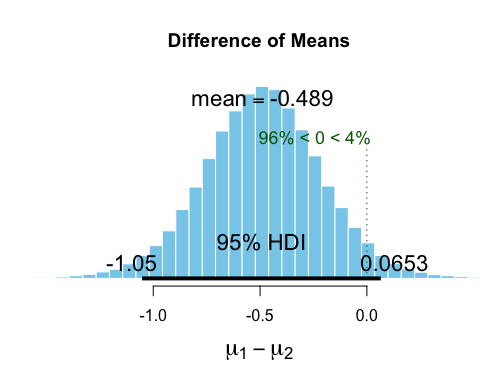 Difference of Means
mean = -0.489
96% < 0 < 4%
95% HDI
-1.05 0.0653
-1.0 -0.5 0.0
μ1 − μ2